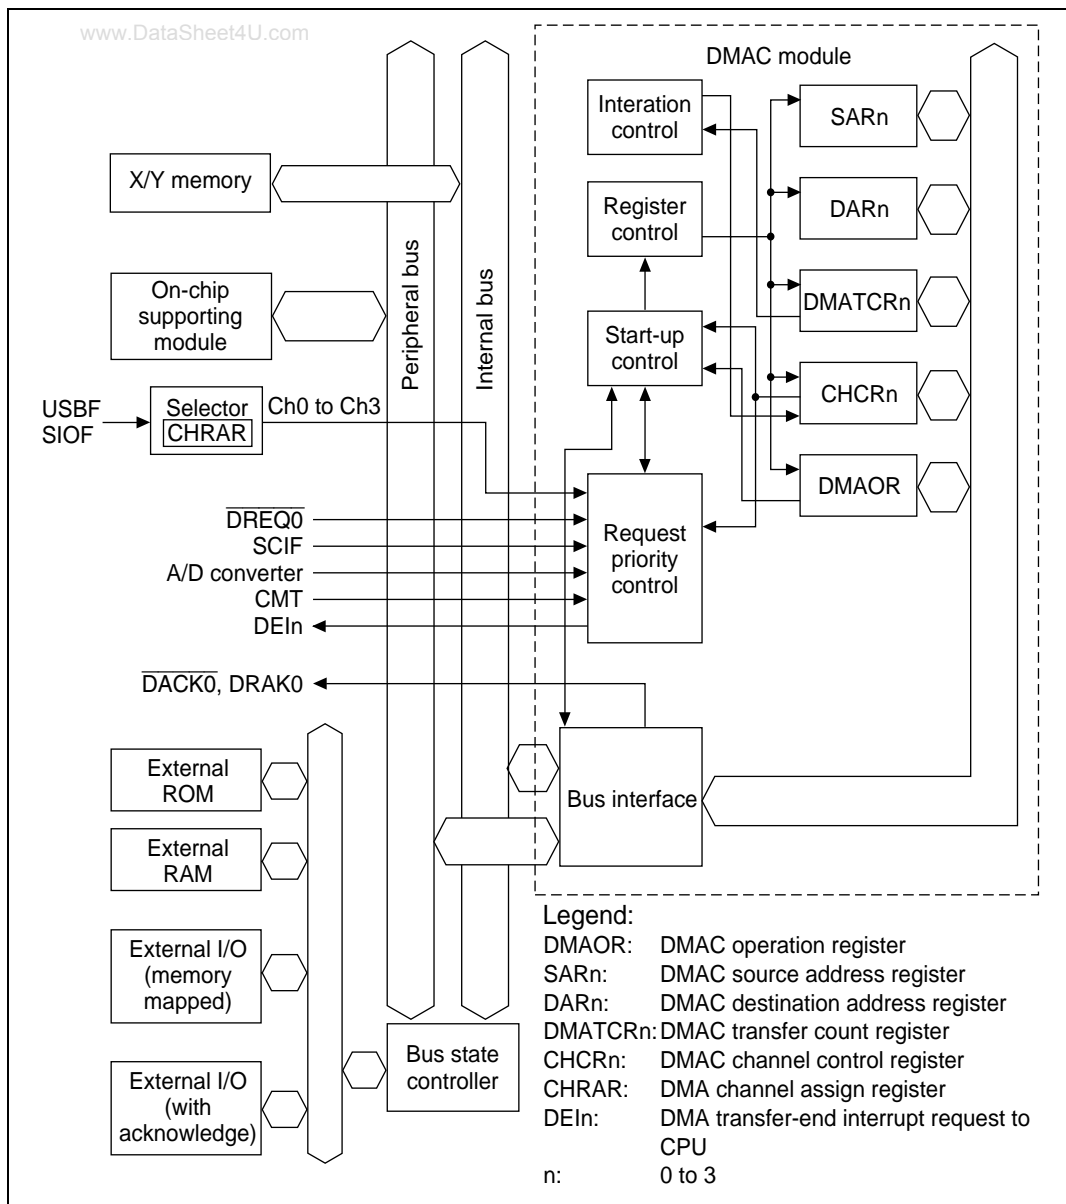 www.DataSheet4U.com
DMAC module
Interation
control
SARn
X/Y memory
Register
control
DARn
Peripheral bus
Internal bus
On-chip
supporting
module
DMATCRn
Start-up
control
CHCRn
USBF
SIOF
Selector
CHRAR
Ch0 to Ch3
DMAOR
DREQ0
SCIF
A/D converter
CMT
DEIn
Request
priority
control
DACK0, DRAK0
External
ROM
Bus interface
External
RAM
External I/O
(memory
mapped)
Bus state
controller
External I/O
(with
acknowledge)
Legend:
DMAOR: DMAC operation register
SARn: DMAC source address register
DARn: DMAC destination address register
DMATCRn: DMAC transfer count register
CHCRn: DMAC channel control register
CHRAR: DMA channel assign register
DEIn: DMA transfer-end interrupt request to
CPU
n: 0 to 3